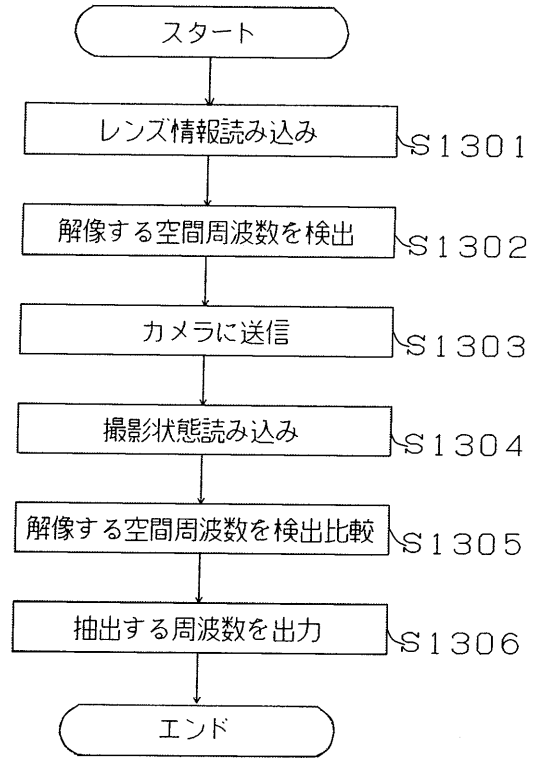 スタート
レンズ情報読み込み
S1301
解像する空間周波数を検出
S1302
カメラに送信
S1303
撮影状態読み込み
S1304
解像する空間周波数を検出比較
S1305
抽出する周波数を出力
S1306
エンド